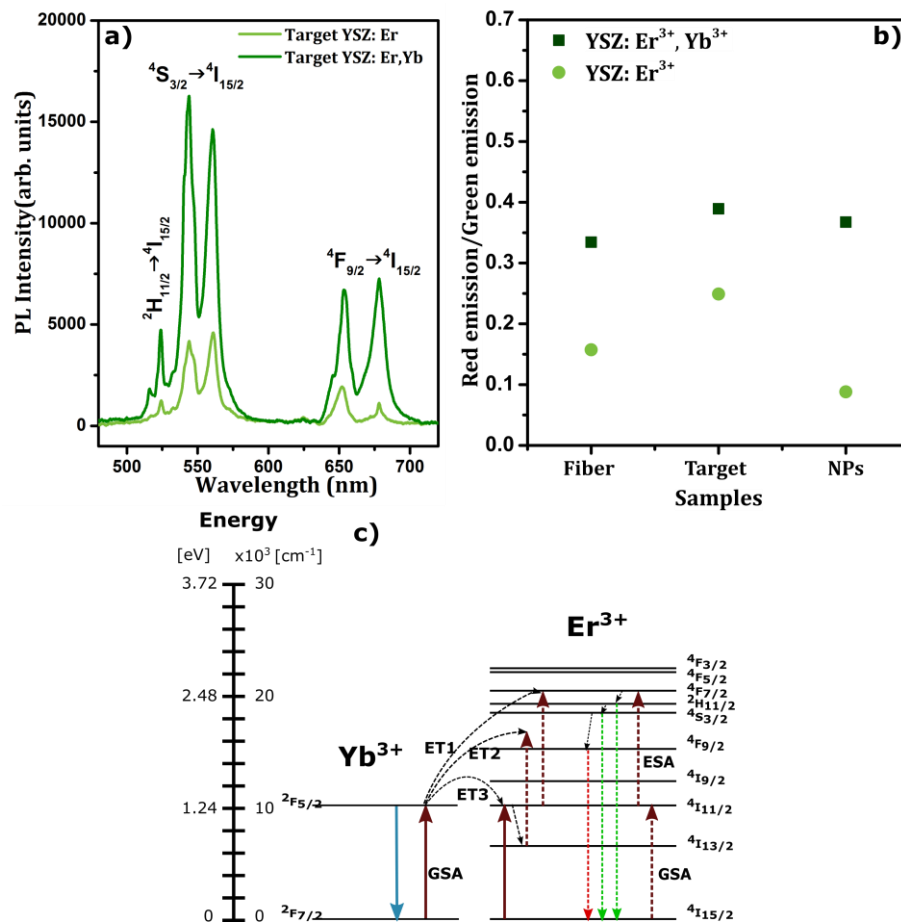 a)
Target YSZ: Er
Target YSZ: Er,Yb
⁴S₃/₂→⁴I₁₅/₂
²H₁₁/₂→⁴I₁₅/₂
⁴F₉/₂→⁴I₁₅/₂
PL Intensity(arb. units)
20000
15000
10000
5000
0
500 550 600 650 700
Wavelength (nm)
b)
YSZ: Er³⁺, Yb³⁺
YSZ: Er³⁺
Red emission/Green emission
0.7
0.6
0.5
0.4
0.3
0.2
0.1
0.0
Fiber Target NPs
Samples
c)
Energy
[eV] x10³ [cm⁻¹]
3.72 30
2.48 20
1.24 10
0 0
Yb³⁺
²F₅/₂
²F₇/₂
GSA
ET1
ET2
ET3
Er³⁺
⁴F₃/₂
⁴F₅/₂
⁴F₇/₂
²H₁₁/₂
⁴S₃/₂
⁴F₉/₂
ESA
⁴I₉/₂
⁴I₁₁/₂
⁴I₁₃/₂
GSA
⁴I₁₅/₂